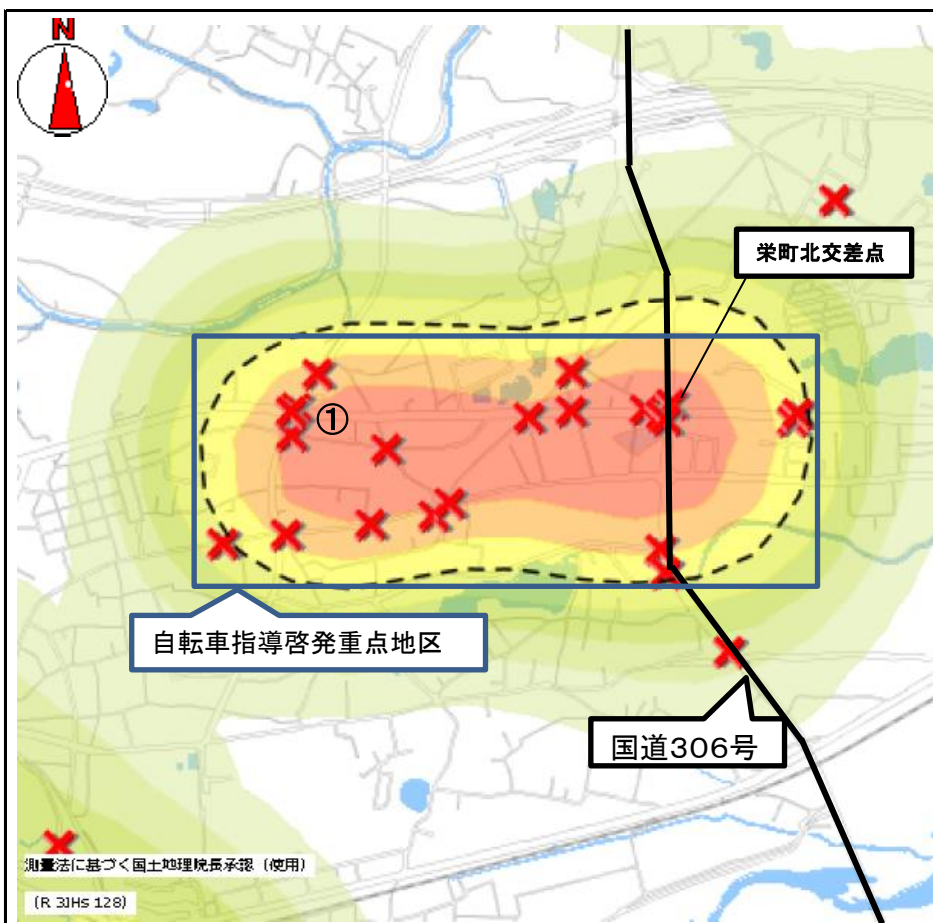 N
栄町北交差点
①
自転車指導啓発重点地区
国道306号
測量法に基づく国土地理院長承認（使用）
（R 3JHS 128）